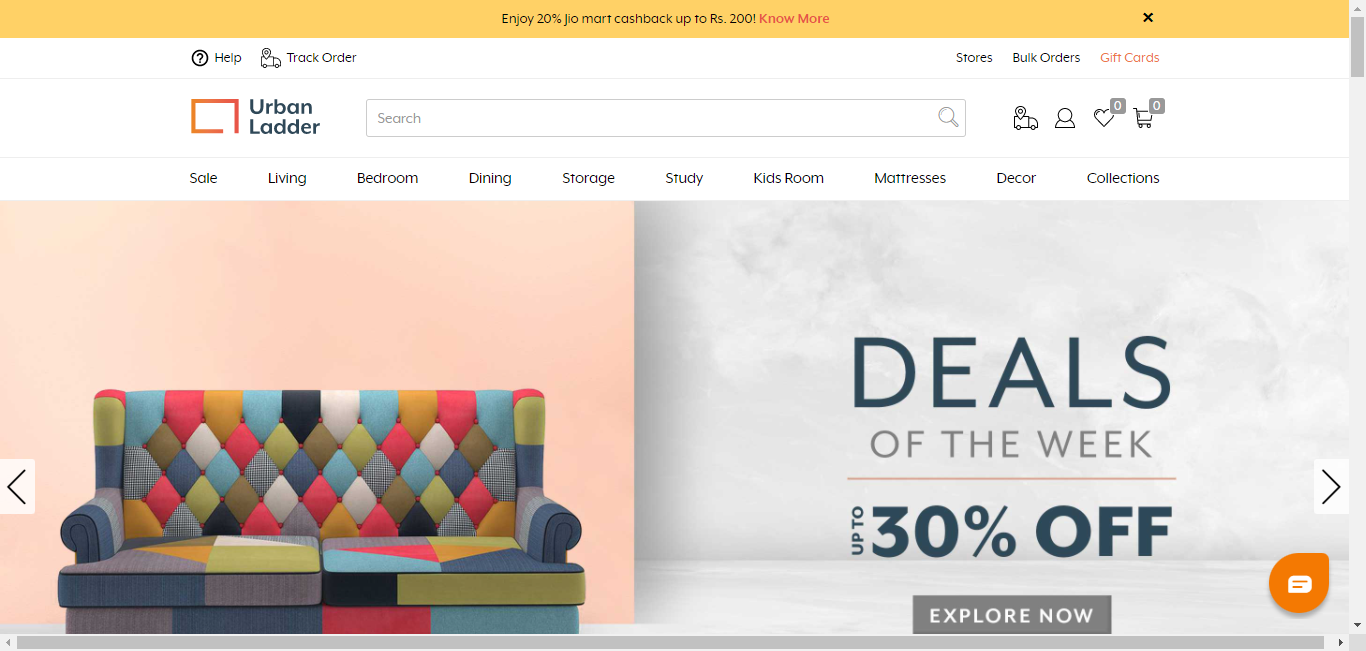 Enjoy 20% Jio mart cashback up to Rs. 200! Know More
Help
Track Order
Stores
Bulk Orders
Gift Cards
Urban
Ladder
Search
0
0
Sale
Living
Bedroom
Dining
Storage
Study
Kids Room
Mattresses
Decor
Collections
DEALS
OF THE WEEK
UP TO
30% OFF
EXPLORE NOW